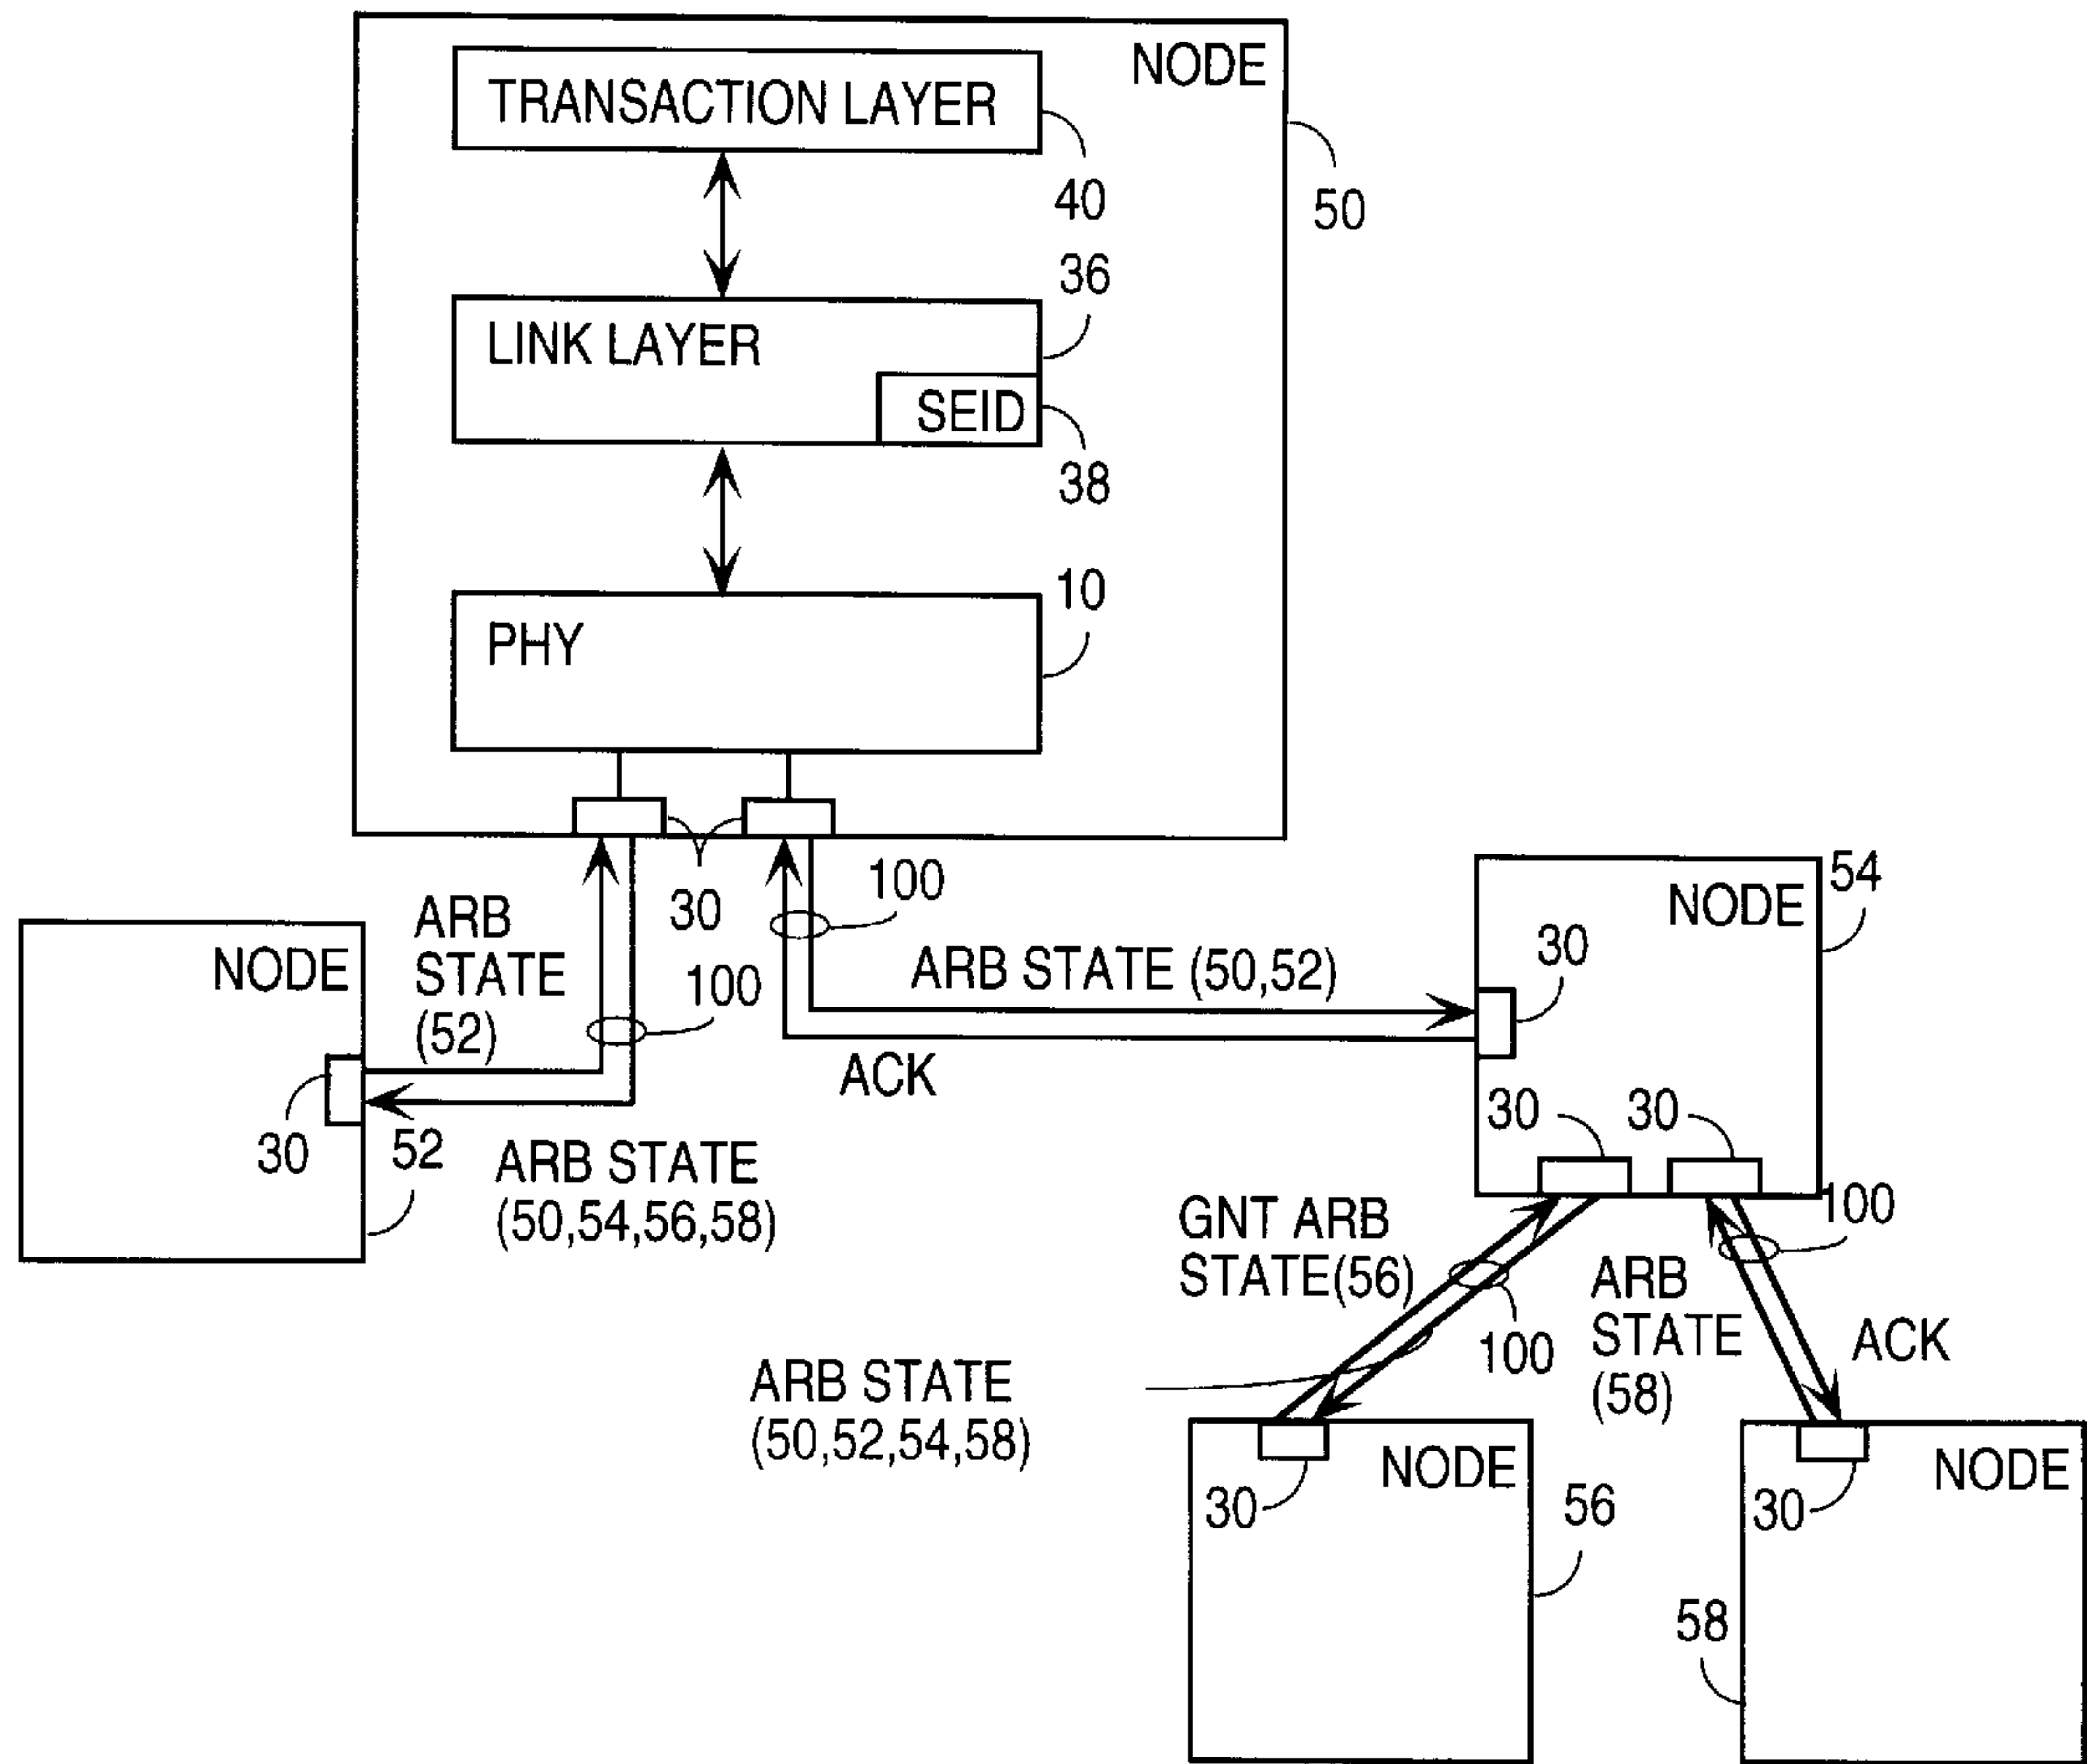 NODE
TRANSACTION LAYER
40
50
36
LINK LAYER
SEID
38
10
PHY
30
100
54
NODE
ARB
STATE
(52)
NODE
100
ARB STATE (50,52)
30
ACK
30
52
30
30
ARB STATE
(50,54,56,58)
100
GNT ARB
STATE(56)
ARB
STATE
(58)
100
ACK
ARB STATE
(50,52,54,58)
NODE
30
56
NODE
30
58